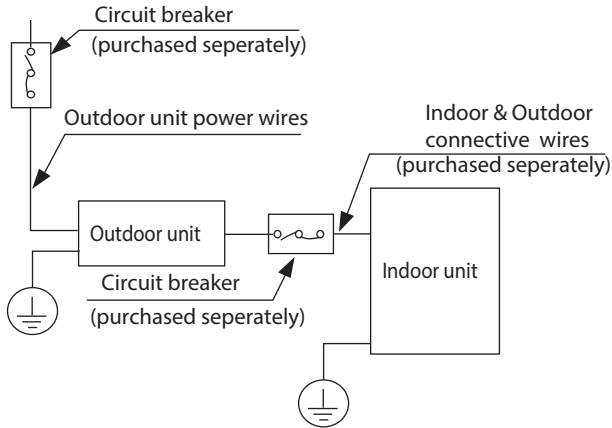 Circuit breaker
(purchased seperately)
Outdoor unit power wires
Indoor & Outdoor
connective wires
(purchased seperately)
Outdoor unit
Circuit breaker
(purchased seperately)
Indoor unit